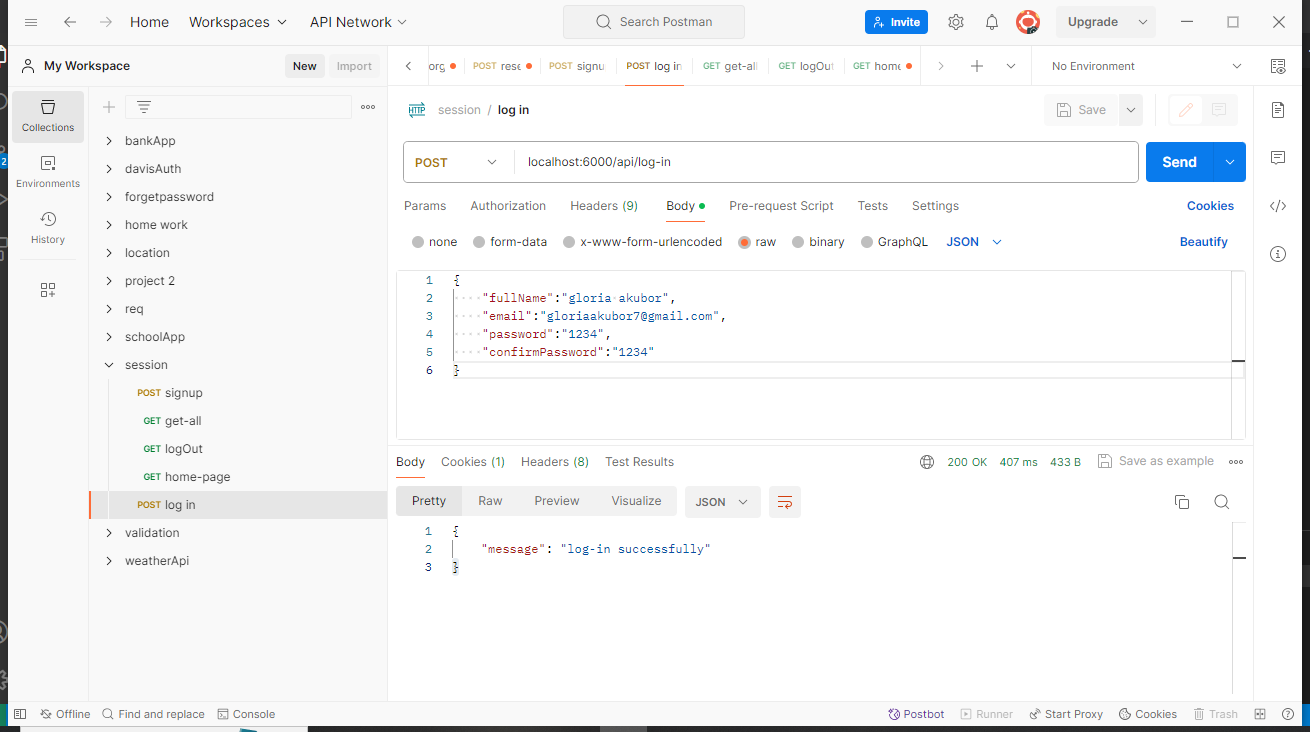 Home Workspaces API Network Search Postman Invite Upgrade
My Workspace New Import
org POST rese POST signu POST log in GET get-al GET logOut GET home No Environment
Collections
Environments
History
bankApp
davisAuth
forgetpassword
home work
location
project 2
req
schoolApp
session
POST signup
GET get-all
GET logOut
GET home-page
POST log in
validation
weatherApi
HTTP session / log in Save
POST localhost:6000/api/log-in Send
Params Authorization Headers (9) Body Pre-request Script Tests Settings Cookies
none form-data x-www-form-urlencoded raw binary GraphQL JSON Beautify
1 {
2 "fullName":"gloria akubor",
3 "email":"gloriaakubor7@gmail.com",
4 "password":"1234",
5 "confirmPassword":"1234"
6 }
Body Cookies (1) Headers (8) Test Results 200 OK 407 ms 433 B Save as example
Pretty Raw Preview Visualize JSON
1 {
2 "message": "log-in successfully"
3 }
Offline Find and replace Console Postbot Runner Start Proxy Cookies Trash
2